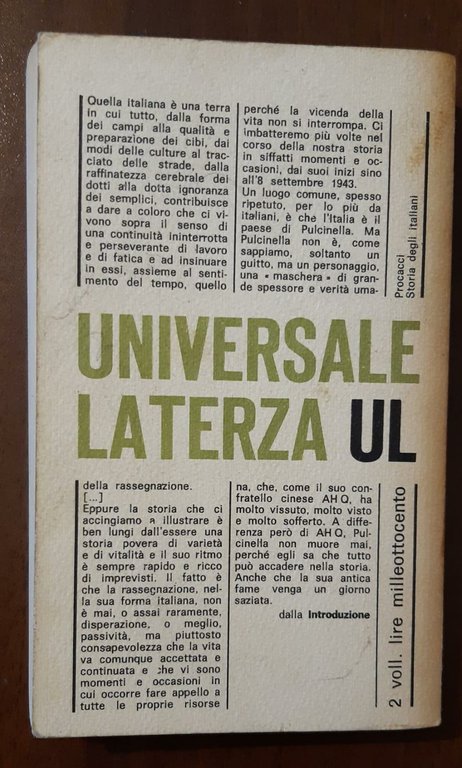 Quella italiana è una terra
in cui tutto, dalla forma
dei campi alla qualità e
preparazione dei cibi, dai
modi delle culture al trac-
ciato delle strade, dalla
raffinatezza cerebrale dei
dotti alla dotta ignoranza
dei semplici, contribuisce
a dare a coloro che ci vi-
vono sopra il senso di
una continuità ininterrotta
e perseverante di lavoro
e di fatica e ad insinuare
in essi, assieme al senti-
mento del tempo, quello
perché la vicenda della
vita non si interrompa. Ci
imbatteremo più volte nel
corso della nostra storia
in siffatti momenti e oc-
casioni, dai suoi inizi sino
all'8 settembre 1943.
Un luogo comune, spesso
ripetuto, per lo più da
italiani, è che l'Italia è il
paese di Pulcinella. Ma
Pulcinella non è, come
sappiamo, soltanto un
guitto, ma un personaggio,
una « maschera » di gran-
de spessore e verità uma-
Procacci
Storia degli italiani
UNIVERSALE
LATERZA UL
della rassegnazione.
[...]
Eppure la storia che ci
accingiamo a illustrare è
ben lungi dall'essere una
storia povera di varietà
e di vitalità e il suo ritmo
è sempre rapido e ricco
di imprevisti. Il fatto è
che la rassegnazione, nel-
la sua forma italiana, non
è mai, o assai raramente,
disperazione, o meglio,
passività, ma piuttosto
consapevolezza che la vita
va comunque accettata e
continuata e che vi sono
momenti e occasioni in
cui occorre fare appello a
tutte le proprie risorse
na, che, come il suo con-
fratello cinese AH Q, ha
molto vissuto, molto visto
e molto sofferto. A diffe-
renza però di AH Q, Pul-
cinella non muore mai,
perché egli sa che tutto
può accadere nella storia.
Anche che la sua antica
fame venga un giorno
saziata.
dalla Introduzione
2 voll. lire milleottocento